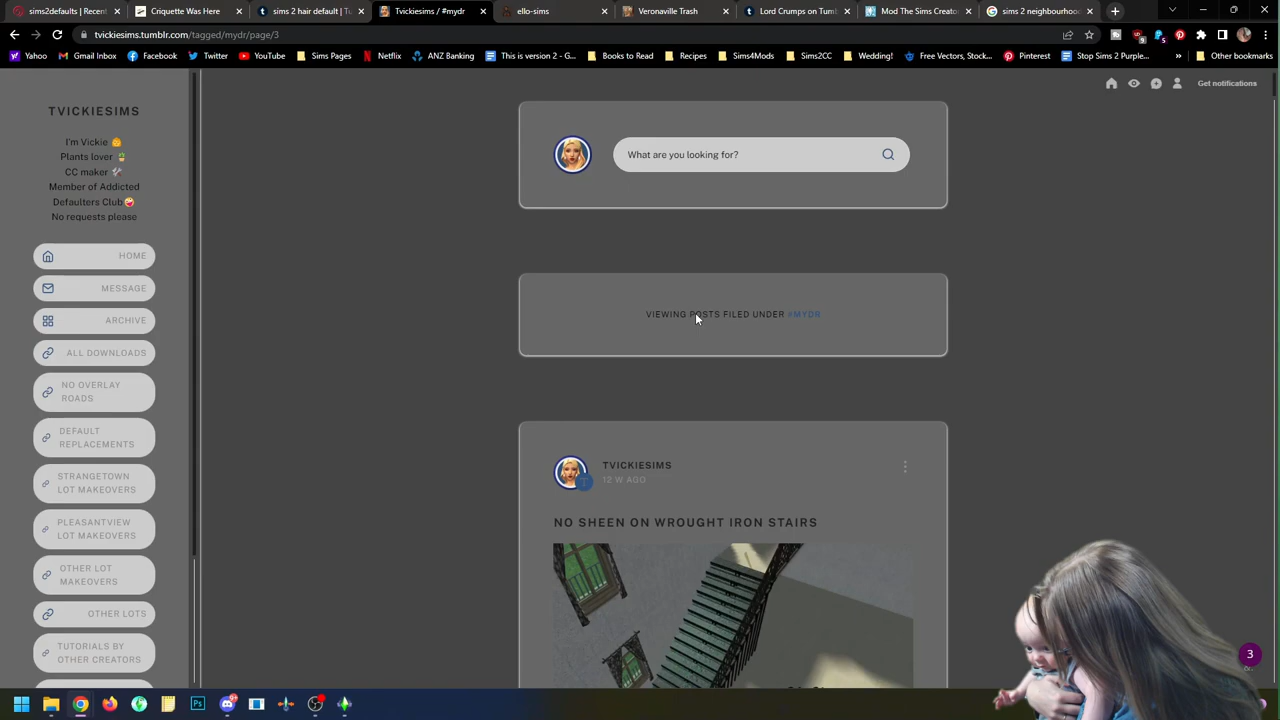 sims2defaults | Recent
Criquette Was Here
sims 2 hair default | Tu
Tvickiesims / #mydr
ello-sims
Veronaville Trash
Lord Crumps on Tumb
Mod The Sims Creator
sims 2 neighbourhood
tvickiesims.tumblr.com/tagged/mydr/page/3
Yahoo
Gmail Inbox
Facebook
Twitter
YouTube
Sims Pages
Netflix
ANZ Banking
This is version 2 - G...
Books to Read
Recipes
Sims4Mods
Sims2CC
Wedding!
Free Vectors, Stock...
Pinterest
Stop Sims 2 Purple...
»
Other bookmarks
TVICKIESIMS
I'm Vickie
Plants lover
CC maker
Member of Addicted
Defaulters Club
No requests please
HOME
MESSAGE
ARCHIVE
ALL DOWNLOADS
NO OVERLAY
ROADS
DEFAULT
REPLACEMENTS
STRANGETOWN
LOT MAKEOVERS
PLEASANTVIEW
LOT MAKEOVERS
OTHER LOT
MAKEOVERS
OTHER LOTS
TUTORIALS BY
OTHER CREATORS
Get notifications
What are you looking for?
VIEWING POSTS FILED UNDER #MYDR
TVICKIESIMS
12 W AGO
NO SHEEN ON WROUGHT IRON STAIRS
3